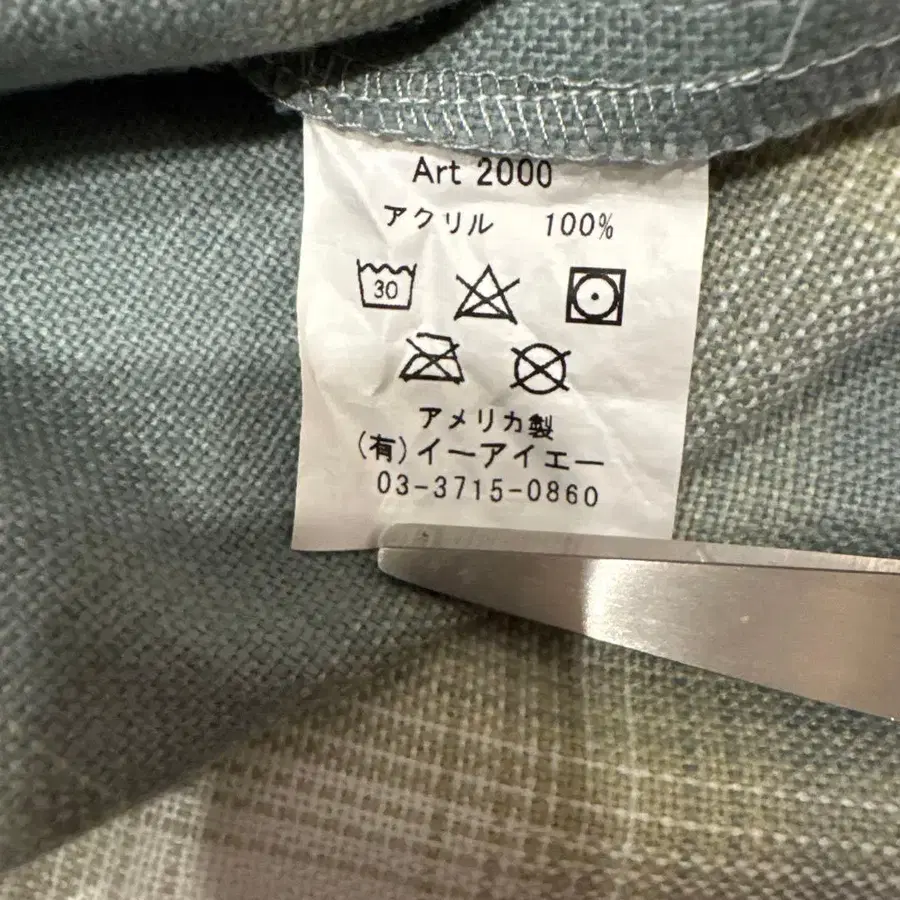 Art 2000
アクリル 100%
30
アメリカ製
(有)イーアイエー
03-3715-0860